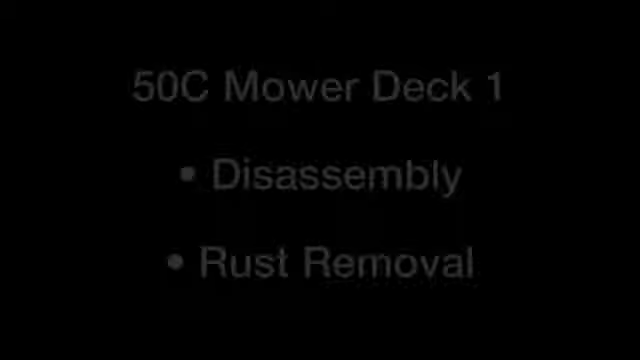 50C Mower Deck 1
• Disassembly
• Rust Removal